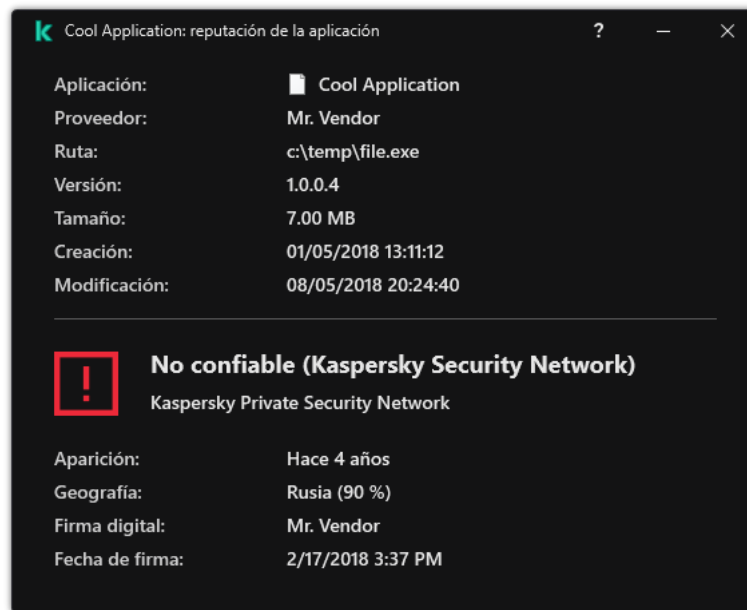 Cool Application: reputación de la aplicación ?
Aplicación: Cool Application
Proveedor: Mr. Vendor
Ruta: c:\temp\file.exe
Versión: 1.0.0.4
Tamaño: 7.00 MB
Creación: 01/05/2018 13:11:12
Modificación: 08/05/2018 20:24:40
No confiable (Kaspersky Security Network)
Kaspersky Private Security Network
Aparición: Hace 4 años
Geografía: Rusia (90 %)
Firma digital: Mr. Vendor
Fecha de firma: 2/17/2018 3:37 PM